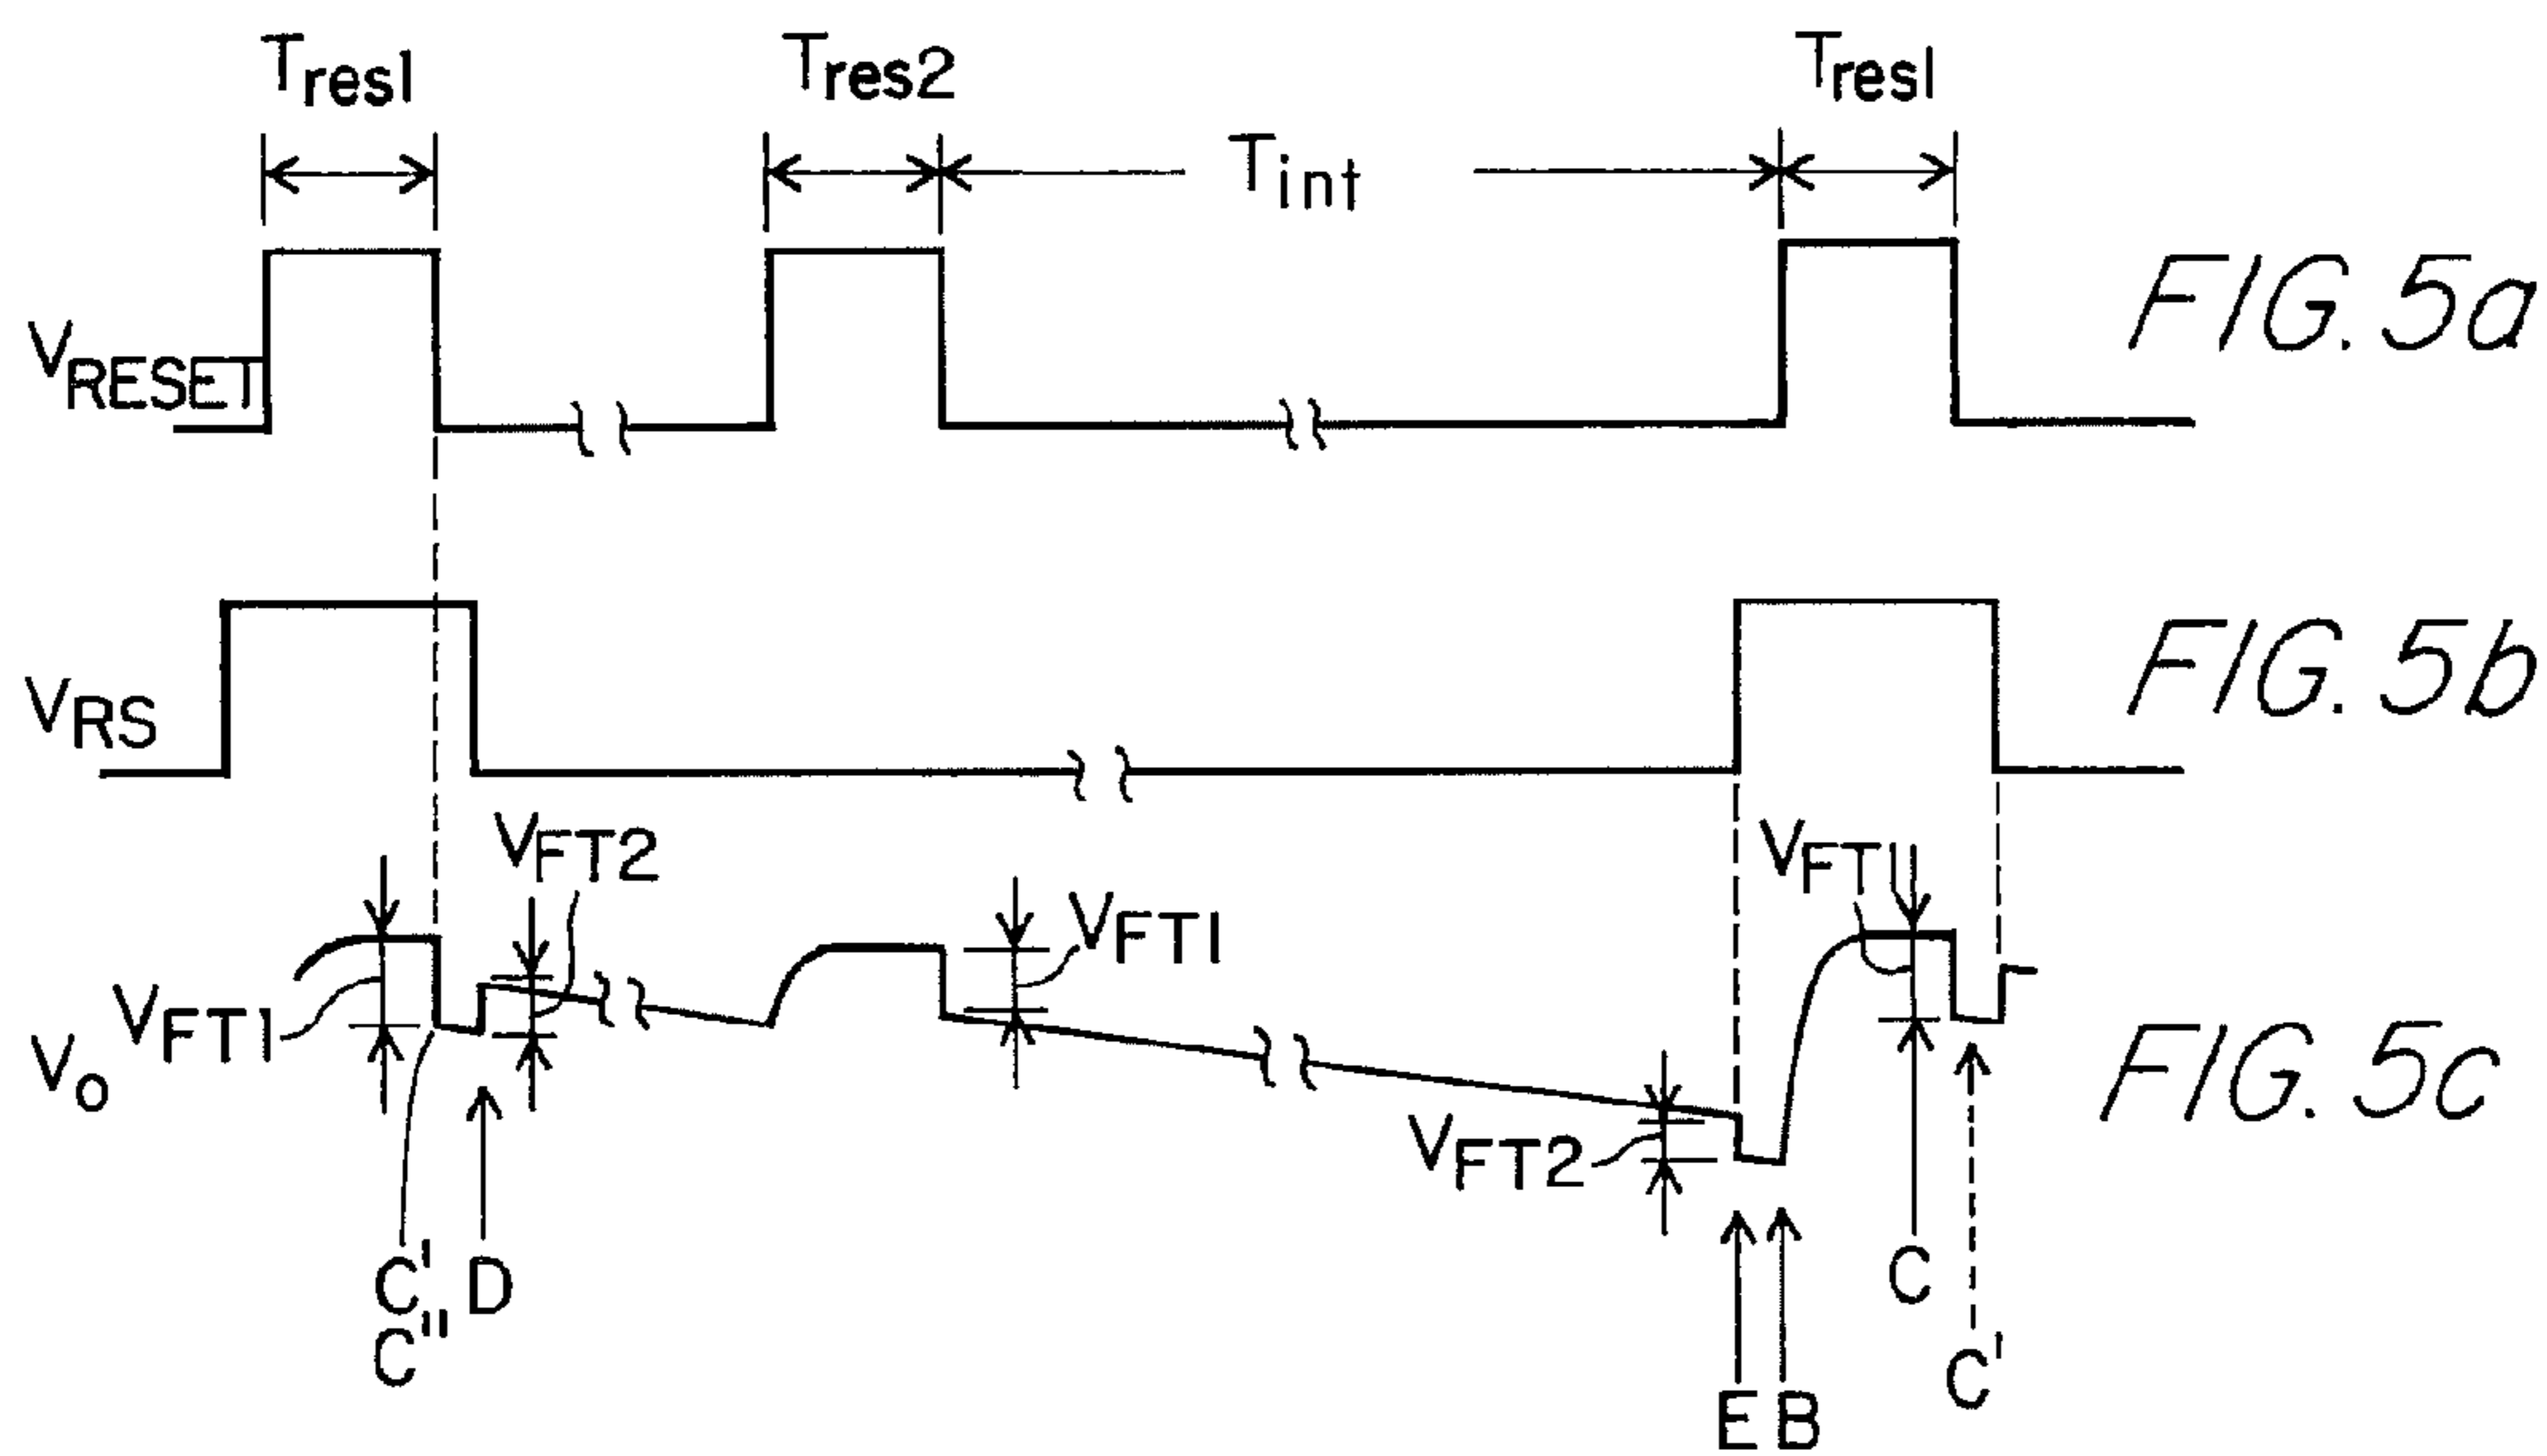 Tres1 Tres2 Tres1
Tint
VRESET FIG. 5a
VRS FIG. 5b
VFT2 VFT1
VFT1 VFT1
Vo FIG. 5c
VFT2
C' D C
C" C'
E B